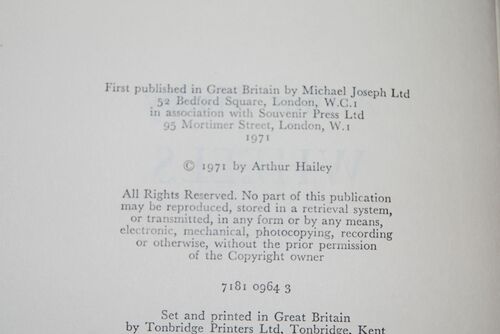 First published in Great Britain by Michael Joseph Ltd
52 Bedford Square, London, W.C.1
in association with Souvenir Press Ltd
95 Mortimer Street, London, W.1
1971
© 1971 by Arthur Hailey
All Rights Reserved. No part of this publication
may be reproduced, stored in a retrieval system,
or transmitted, in any form or by any means,
electronic, mechanical, photocopying, recording
or otherwise, without the prior permission
of the Copyright owner
7181 0964 3
Set and printed in Great Britain
by Tonbridge Printers Ltd, Tonbridge, Kent